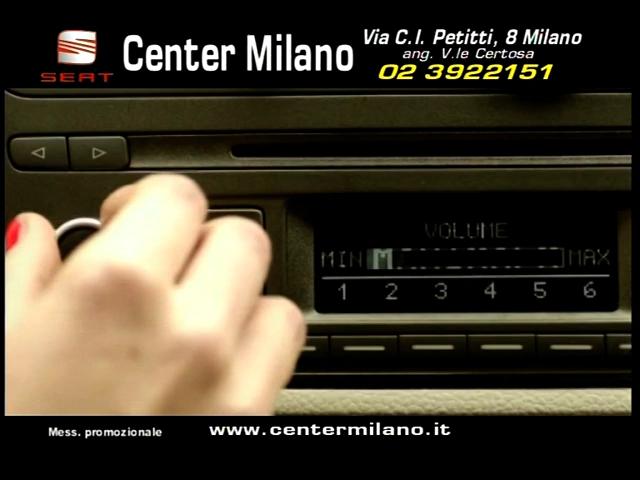 SEAT
Center Milano
Via C.I. Petitti, 8 Milano
ang. V.le Certosa
02 3922151
VOLUME
MIN
MAX
1 2 3 4 5 6
Mess. promozionale
www.centermilano.it